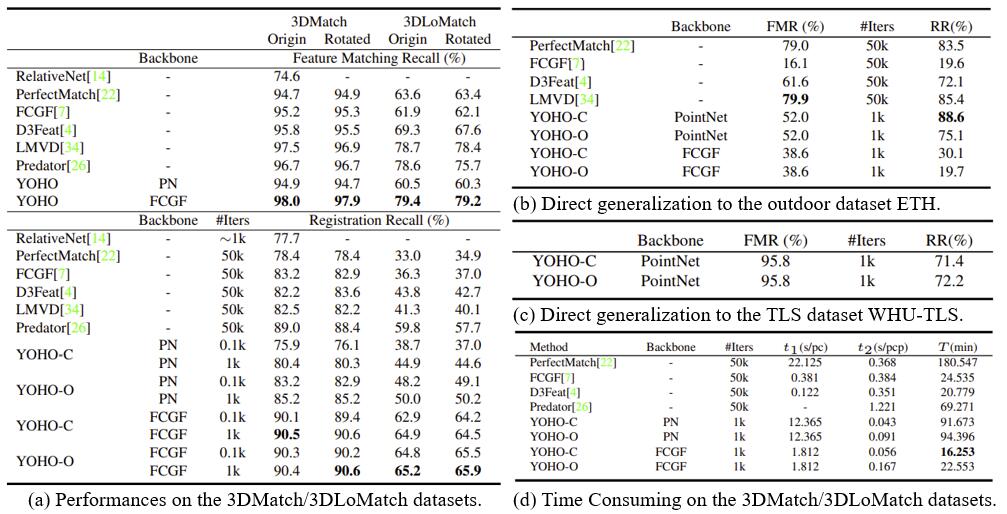 3DMatch 3DLoMatch
Origin Rotated Origin Rotated
Backbone Feature Matching Recall (%)
RelativeNet[14] - 74.6 - - -
PerfectMatch[22] - 94.7 94.9 63.6 63.4
FCGF[7] - 95.2 95.3 61.9 62.1
D3Feat[4] - 95.8 95.5 69.3 67.6
LMVD[34] - 97.5 96.9 78.7 78.4
Predator[26] - 96.7 96.7 78.6 75.7
YOHO PN 94.9 94.7 60.5 60.3
YOHO FCGF 98.0 97.9 79.4 79.2
Backbone #Iters Registration Recall (%)
RelativeNet[14] - ~1k 77.7 - - -
PerfectMatch[22] - 50k 78.4 78.4 33.0 34.9
FCGF[7] - 50k 83.2 82.9 36.3 37.0
D3Feat[4] - 50k 82.2 83.6 43.8 42.7
LMVD[34] - 50k 82.5 82.2 41.3 40.1
Predator[26] - 50k 89.0 88.4 59.8 57.7
YOHO-C PN 0.1k 75.9 76.1 38.7 37.0
PN 1k 80.4 80.3 44.9 44.6
YOHO-O PN 0.1k 83.2 82.9 48.2 49.1
PN 1k 85.2 85.2 50.0 50.2
YOHO-C FCGF 0.1k 90.1 89.4 62.9 64.2
FCGF 1k 90.5 90.6 64.9 64.5
YOHO-O FCGF 0.1k 90.3 90.2 64.8 65.5
FCGF 1k 90.4 90.6 65.2 65.9
(a) Performances on the 3DMatch/3DLoMatch datasets.
Backbone FMR (%) #Iters RR(%)
PerfectMatch[22] - 79.0 50k 83.5
FCGF[7] - 16.1 50k 19.6
D3Feat[4] - 61.6 50k 72.1
LMVD[34] - 79.9 50k 85.4
YOHO-C PointNet 52.0 1k 88.6
YOHO-O PointNet 52.0 1k 75.1
YOHO-C FCGF 38.6 1k 30.1
YOHO-O FCGF 38.6 1k 19.7
(b) Direct generalization to the outdoor dataset ETH.
Backbone FMR (%) #Iters RR(%)
YOHO-C PointNet 95.8 1k 71.4
YOHO-O PointNet 95.8 1k 72.2
(c) Direct generalization to the TLS dataset WHU-TLS.
Method Backbone #Iters t1(s/pc) t2(s/pcp) T(min)
PerfectMatch[22] - 50k 22.125 0.368 180.547
FCGF[7] - 50k 0.381 0.384 24.535
D3Feat[4] - 50k 0.122 0.351 20.779
Predator[26] - 50k - 1.221 69.271
YOHO-C PN 1k 12.365 0.043 91.673
YOHO-O PN 1k 12.365 0.091 94.396
YOHO-C FCGF 1k 1.812 0.056 16.253
YOHO-O FCGF 1k 1.812 0.167 22.553
(d) Time Consuming on the 3DMatch/3DLoMatch datasets.